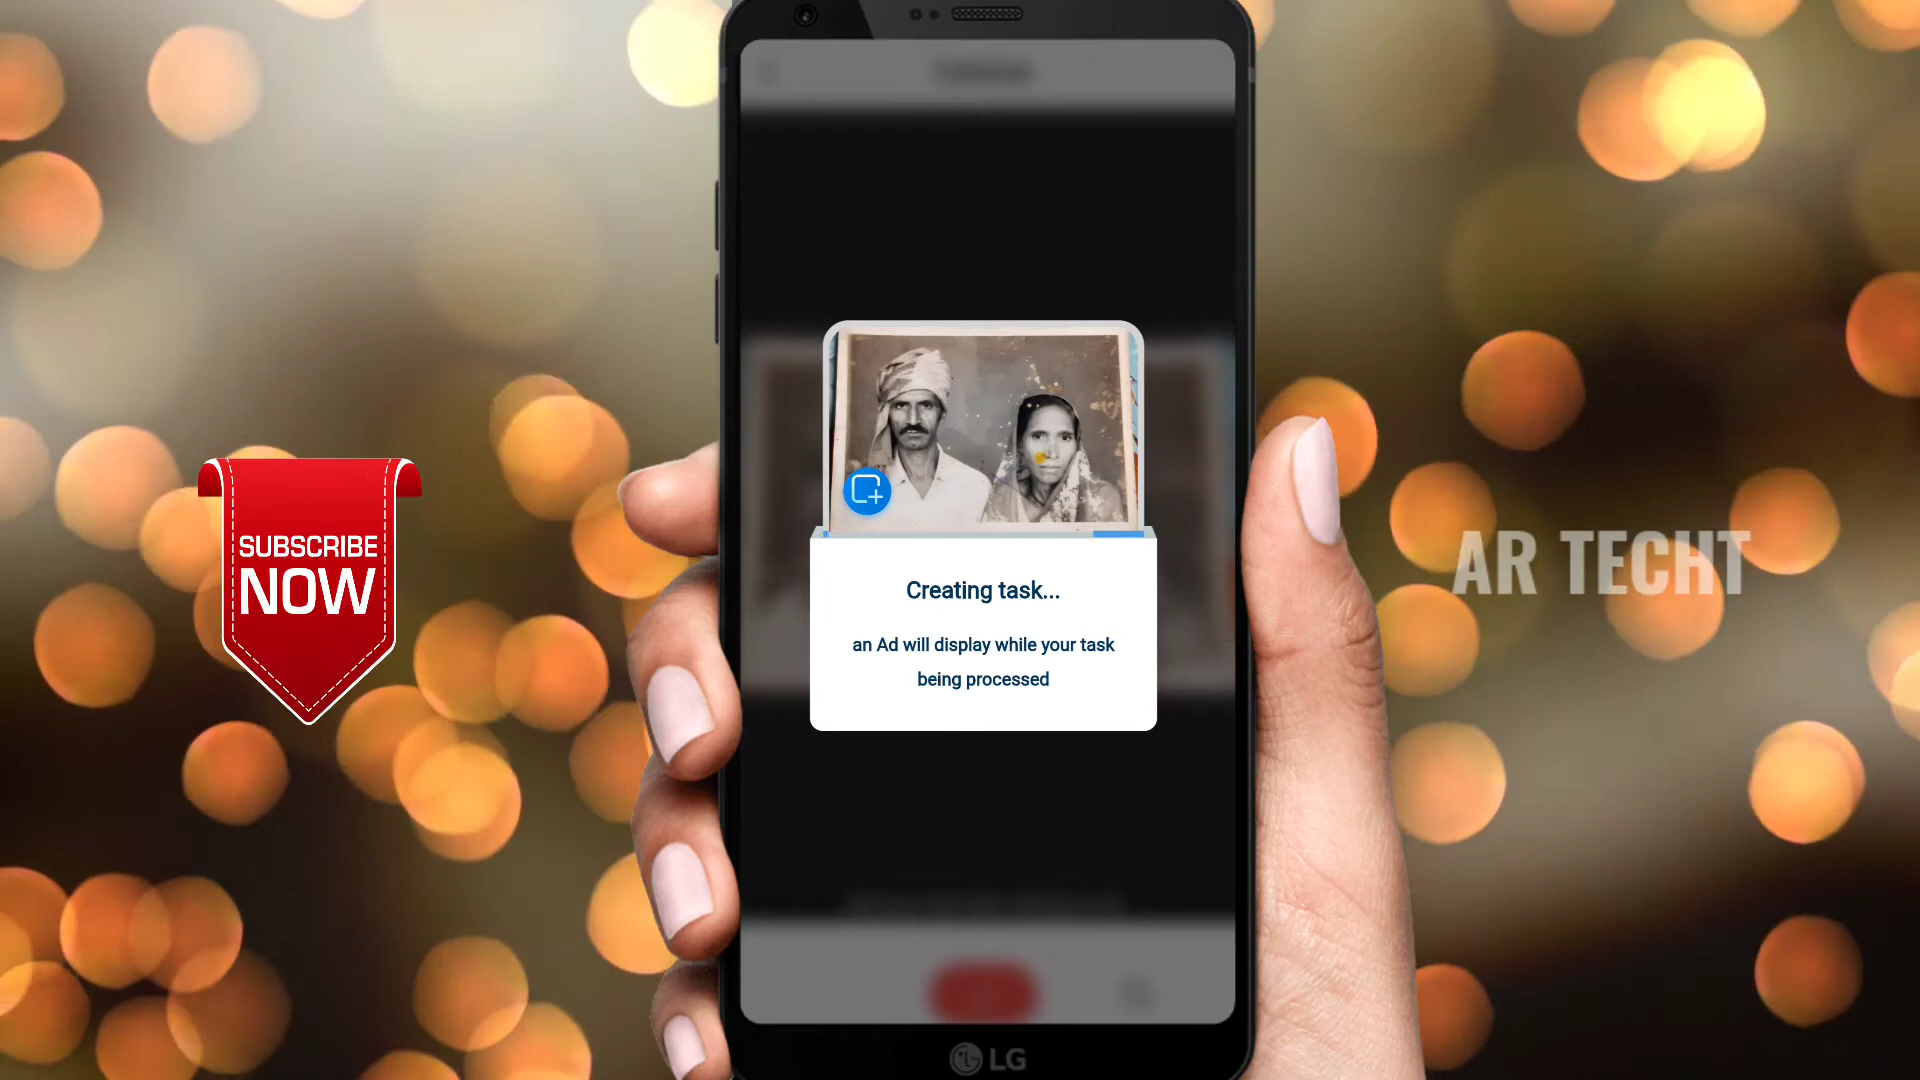 SUBSCRIBE
NOW
Creating task...
an Ad will display while your task
being processed
AR TECHT
LG